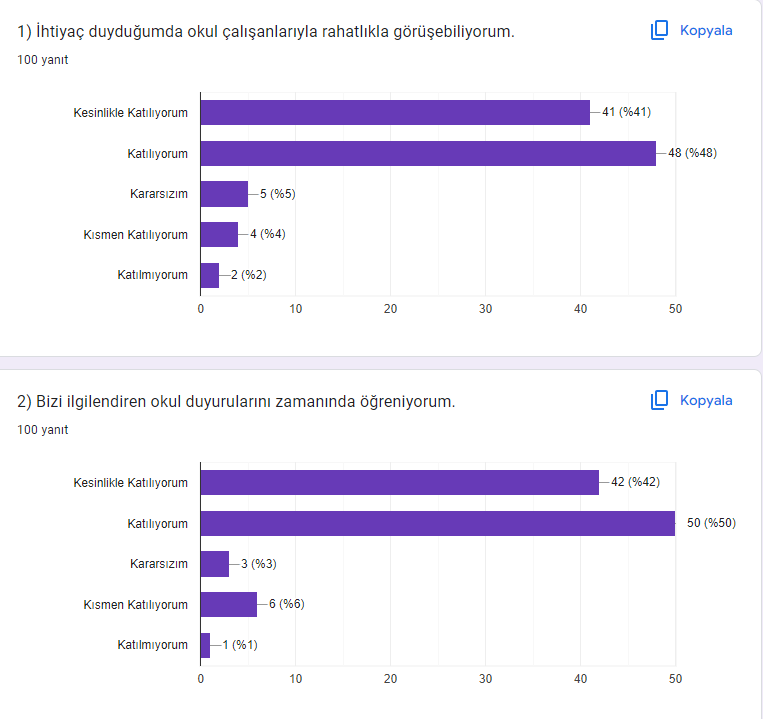 1) İhtiyaç duyduğumda okul çalışanlarıyla rahatlıkla görüşebiliyorum.
Kopyala
100 yanıt
Kesinlikle Katılıyorum
41 (%41)
Katılıyorum
48 (%48)
Kararsızım
5 (%5)
Kısmen Katılıyorum
4 (%4)
Katılmıyorum
2 (%2)
0 10 20 30 40 50
2) Bizi ilgilendiren okul duyurularını zamanında öğreniyorum.
Kopyala
100 yanıt
Kesinlikle Katılıyorum
42 (%42)
Katılıyorum
50 (%50)
Kararsızım
3 (%3)
Kısmen Katılıyorum
6 (%6)
Katılmıyorum
1 (%1)
0 10 20 30 40 50